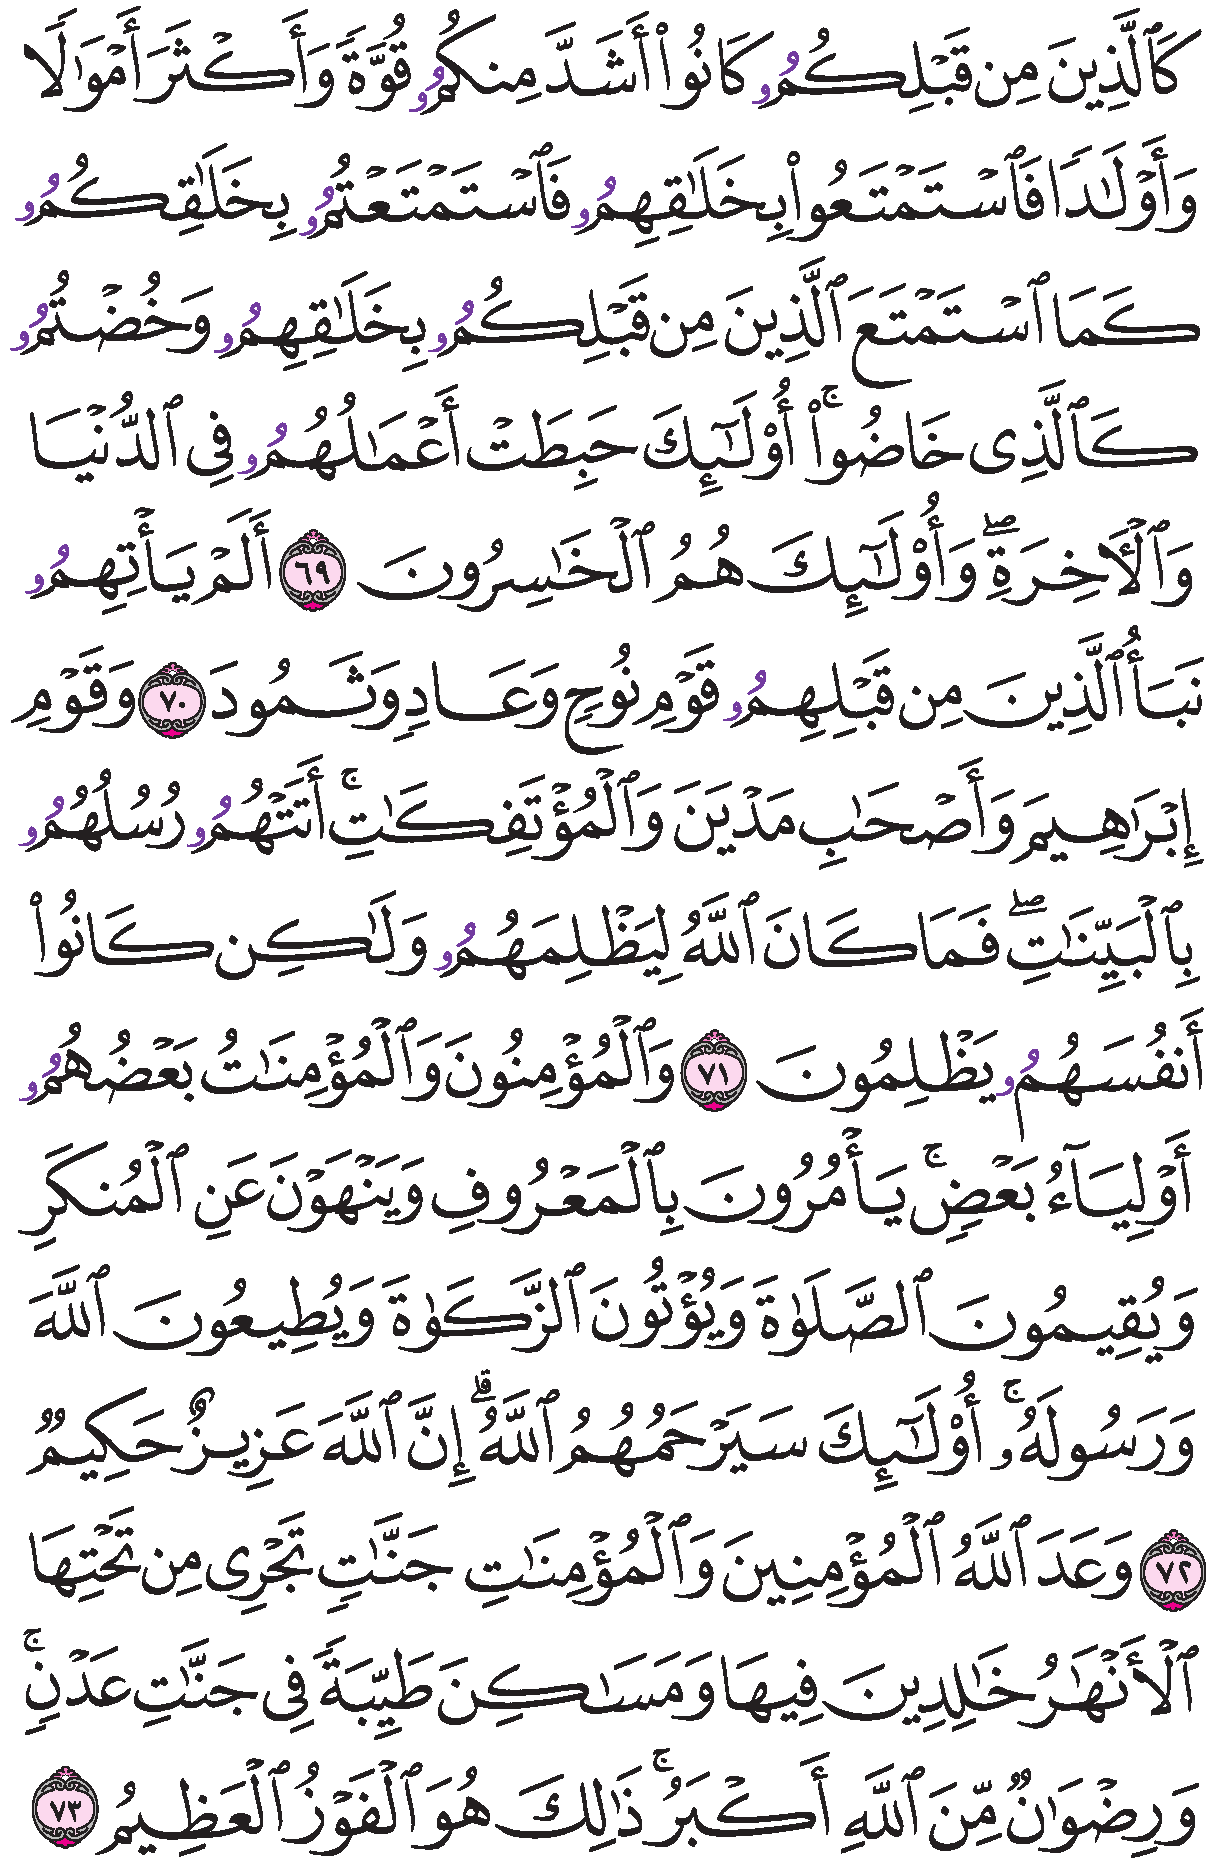 كَٱلَّذِينَ مِن قَبۡلِكُمُۥ كَانُوٓاْ أَشَدَّ مِنكُمُۥ قُوَّةٗ وَأَكۡثَرَ أَمۡوَٰلٗا
وَأَوۡلَٰدٗا فَٱسۡتَمۡتَعُواْ بِخَلَٰقِهِمُۥ فَٱسۡتَمۡتَعۡتُمُۥ بِخَلَٰقِكُمُۥ
كَمَا ٱسۡتَمۡتَعَ ٱلَّذِينَ مِن قَبۡلِكُمُۥ بِخَلَٰقِهِمُۥ وَخُضۡتُمُۥ
كَٱلَّذِي خَاضُوٓاْۚ أُوْلَٰٓئِكَ حَبِطَتۡ أَعۡمَٰلُهُمُۥ فِي ٱلدُّنۡيَا
وَٱلۡأٓخِرَةِۖ وَأُوْلَٰٓئِكَ هُمُ ٱلۡخَٰسِرُونَ ٦٩ أَلَمۡ يَأۡتِهِمُۥ
نَبَأُ ٱلَّذِينَ مِن قَبۡلِهِمُۥ قَوۡمِ نُوحٖ وَعَادٖ وَثَمُودَ ٧٠ وَقَوۡمِ
إِبۡرَٰهِيمَ وَأَصۡحَٰبِ مَدۡيَنَ وَٱلۡمُؤۡتَفِكَٰتِۚ أَتَتۡهُمُۥ رُسُلُهُمُۥ
بِٱلۡبَيِّنَٰتِۖ فَمَا كَانَ ٱللَّهُ لِيَظۡلِمَهُمُۥ وَلَٰكِن كَانُوٓاْ
أَنفُسَهُمُۥ يَظۡلِمُونَ ٧١ وَٱلۡمُؤۡمِنُونَ وَٱلۡمُؤۡمِنَٰتُ بَعۡضُهُمُۥ
أَوۡلِيَآءُ بَعۡضٖۚ يَأۡمُرُونَ بِٱلۡمَعۡرُوفِ وَيَنۡهَوۡنَ عَنِ ٱلۡمُنكَرِ
وَيُقِيمُونَ ٱلصَّلَوٰةَ وَيُؤۡتُونَ ٱلزَّكَوٰةَ وَيُطِيعُونَ ٱللَّهَ
وَرَسُولَهُۥٓۚ أُوْلَٰٓئِكَ سَيَرۡحَمُهُمُ ٱللَّهُۗ إِنَّ ٱللَّهَ عَزِيزٌ حَكِيمٞ
٧٢ وَعَدَ ٱللَّهُ ٱلۡمُؤۡمِنِينَ وَٱلۡمُؤۡمِنَٰتِ جَنَّٰتٖ تَجۡرِي مِن تَحۡتِهَا
ٱلۡأَنۡهَٰرُ خَٰلِدِينَ فِيهَا وَمَسَٰكِنَ طَيِّبَةٗ فِي جَنَّٰتِ عَدۡنٖۚ
وَرِضۡوَٰنٞ مِّنَ ٱللَّهِ أَكۡبَرُۚ ذَٰلِكَ هُوَ ٱلۡفَوۡزُ ٱلۡعَظِيمُ ٧٣